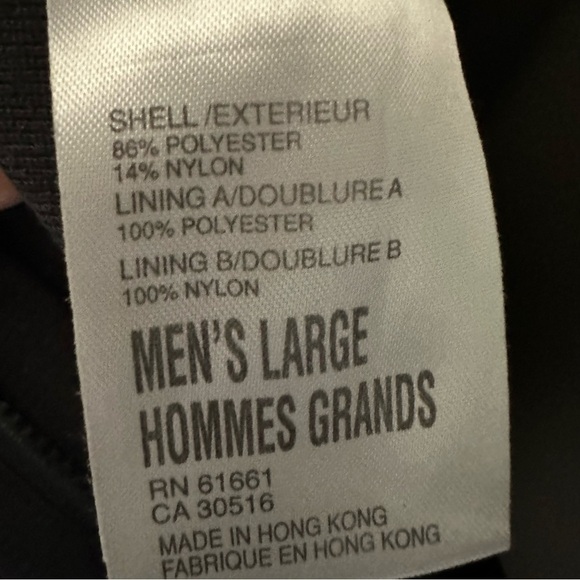 SHELL /EXTERIEUR
86% POLYESTER
14% NYLON
LINING A/DOUBLURE A
100% POLYESTER
LINING B/DOUBLURE B
100% NYLON
MEN'S LARGE
HOMMES GRANDS
RN 61661
CA 30516
MADE IN HONG KONG
FABRIQUE EN HONG KONG